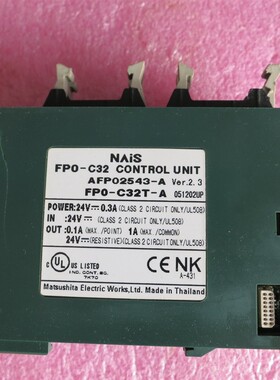 NAiS
FP0-C32 CONTROL UNIT
AFP02543-A Ver.2.3
FP0-C32T-A 051202UP
POWER:24V⎓0.3A(CLASS 2 CIRCUIT ONLY/UL508)
IN :24V⎓ (CLASS 2 CIRCUIT ONLY/UL508)
OUT:0.1A(MAX /POINT) 1A (MAX /COMMON)
24V⎓(RESISTIVE)(CLASS 2 CIRCUIT ONLY/UL508)
C UL US LISTED
IND. CONT. EQ.
CE NK
A-431
Matsushita Electric Works,Ltd. Made in Thailand